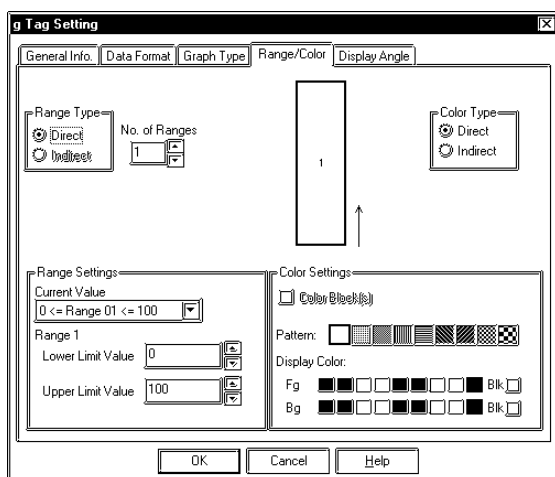 g Tag Setting
General Info. Data Format Graph Type Range/Color Display Angle
Range Type
Direct
Indirect
No. of Ranges
1
1
Color Type
Direct
Indirect
Range Settings
Current Value
0 <= Range 01 <= 100
Range 1
Lower Limit Value 0
Upper Limit Value 100
Color Settings
Color Block(s)
Pattern:
Display Color:
Fg Blk
Bg Blk
OK Cancel Help